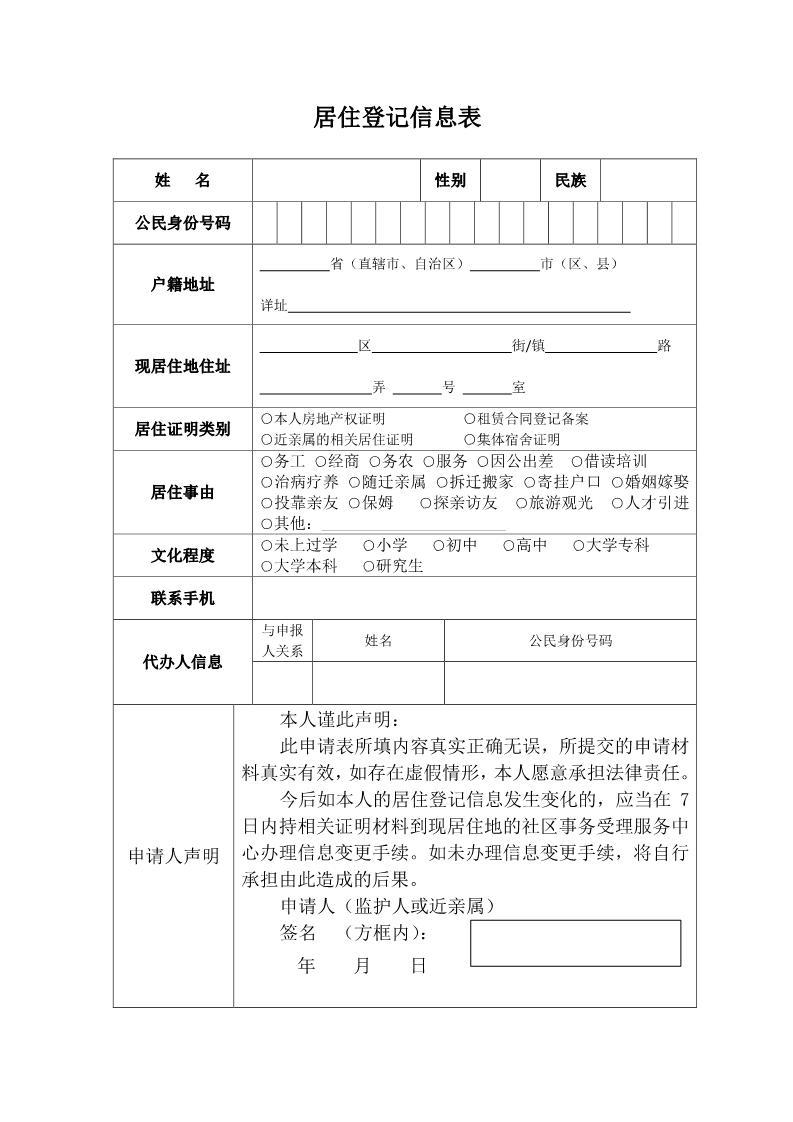 居住登记信息表
姓 名 性别 民族
公民身份号码
户籍地址
________省（直辖市、自治区）________市（区、县）
详址________________________________________
现居住地住址
____________区________________街/镇_____________路
_____________弄 ______号 ______室
居住证明类别
○本人房地产权证明 ○租赁合同登记备案
○近亲属的相关居住证明 ○集体宿舍证明
居住事由
○务工 ○经商 ○务农 ○服务 ○因公出差 ○借读培训
○治病疗养 ○随迁亲属 ○拆迁搬家 ○寄挂户口 ○婚姻嫁娶
○投靠亲友 ○保姆 ○探亲访友 ○旅游观光 ○人才引进
○其他：______________________
文化程度
○未上过学 ○小学 ○初中 ○高中 ○大学专科
○大学本科 ○研究生
联系手机
代办人信息
与申报
人关系
姓名
公民身份号码
申请人声明
本人谨此声明：
此申请表所填内容真实正确无误，所提交的申请材
料真实有效，如存在虚假情形，本人愿意承担法律责任。
今后如本人的居住登记信息发生变化的，应当在 7
日内持相关证明材料到现居住地的社区事务受理服务中
心办理信息变更手续。如未办理信息变更手续，将自行
承担由此造成的后果。
申请人（监护人或近亲属）
签名 （方框内）：
年 月 日